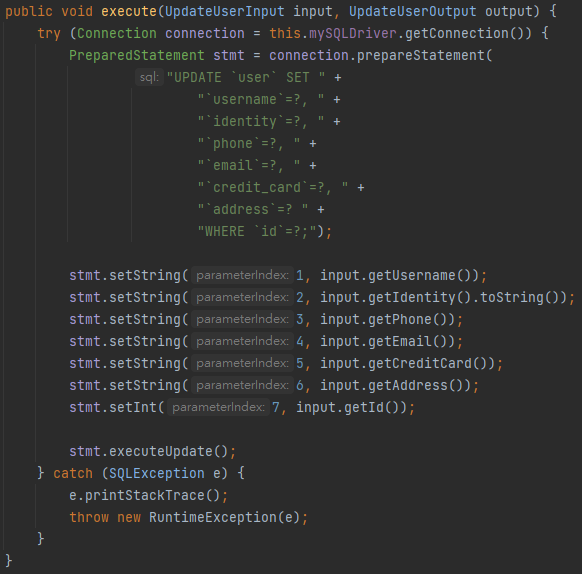 public void execute(UpdateUserInput input, UpdateUserOutput output) {
    try (Connection connection = this.mySQLDriver.getConnection()) {
        PreparedStatement stmt = connection.prepareStatement(
                sql: "UPDATE `user` SET " +
                        "`username`=?, " +
                        "`identity`=?, " +
                        "`phone`=?, " +
                        "`email`=?, " +
                        "`credit_card`=?, " +
                        "`address`=? " +
                        "WHERE `id`=?;");
        stmt.setString( parameterIndex: 1, input.getUsername());
        stmt.setString( parameterIndex: 2, input.getIdentity().toString());
        stmt.setString( parameterIndex: 3, input.getPhone());
        stmt.setString( parameterIndex: 4, input.getEmail());
        stmt.setString( parameterIndex: 5, input.getCreditCard());
        stmt.setString( parameterIndex: 6, input.getAddress());
        stmt.setInt( parameterIndex: 7, input.getId());
        stmt.executeUpdate();
    } catch (SQLException e) {
        e.printStackTrace();
        throw new RuntimeException(e);
    }
}